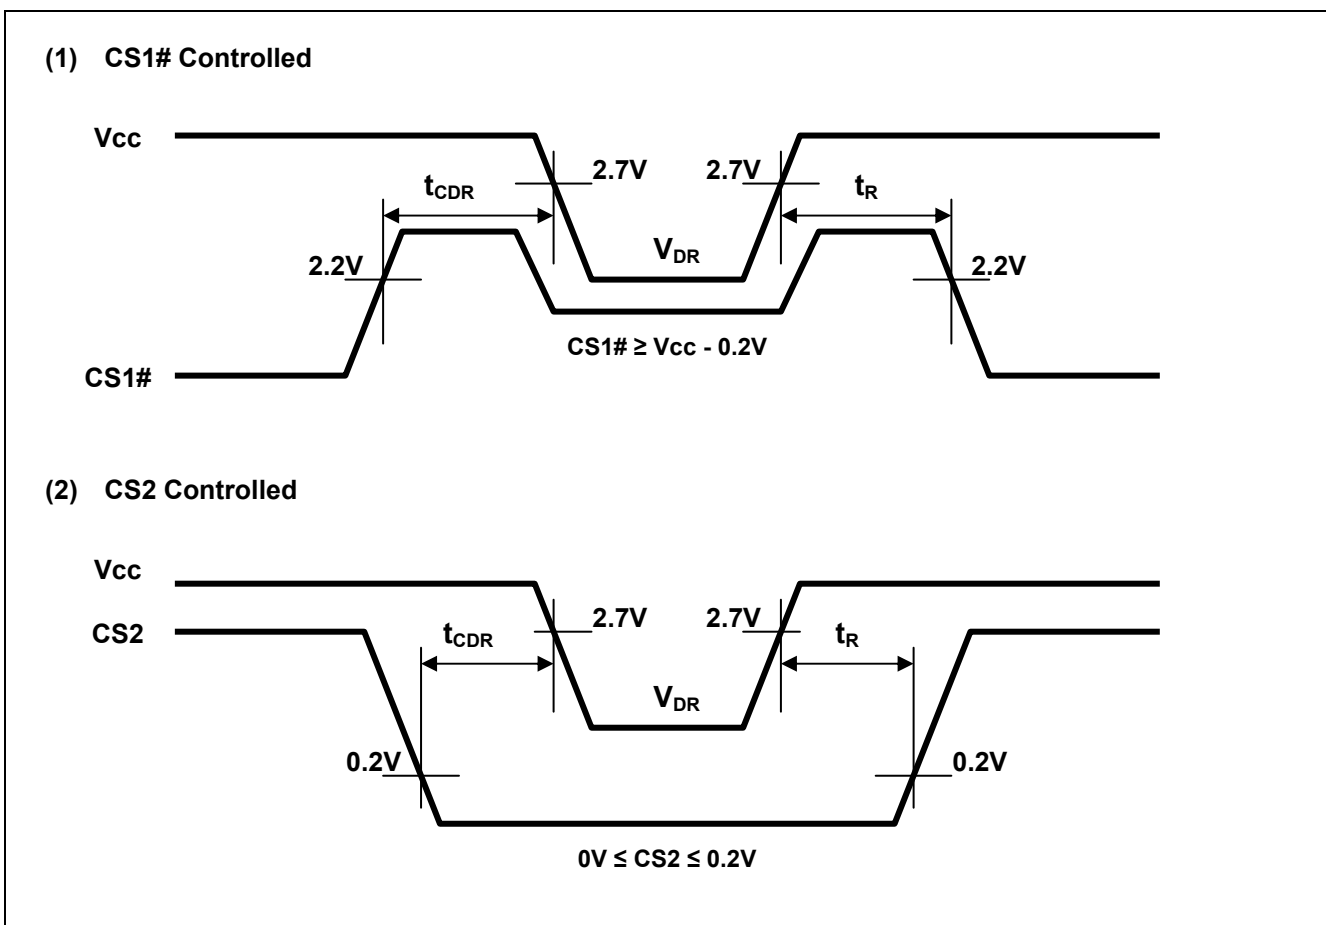 (1) CS1# Controlled
Vcc
2.7V 2.7V
tCDR tR
2.2V VDR 2.2V
CS1# ≥ Vcc - 0.2V
CS1#
(2) CS2 Controlled
Vcc
2.7V 2.7V
CS2 tCDR tR
VDR
0.2V 0.2V
0V ≤ CS2 ≤ 0.2V